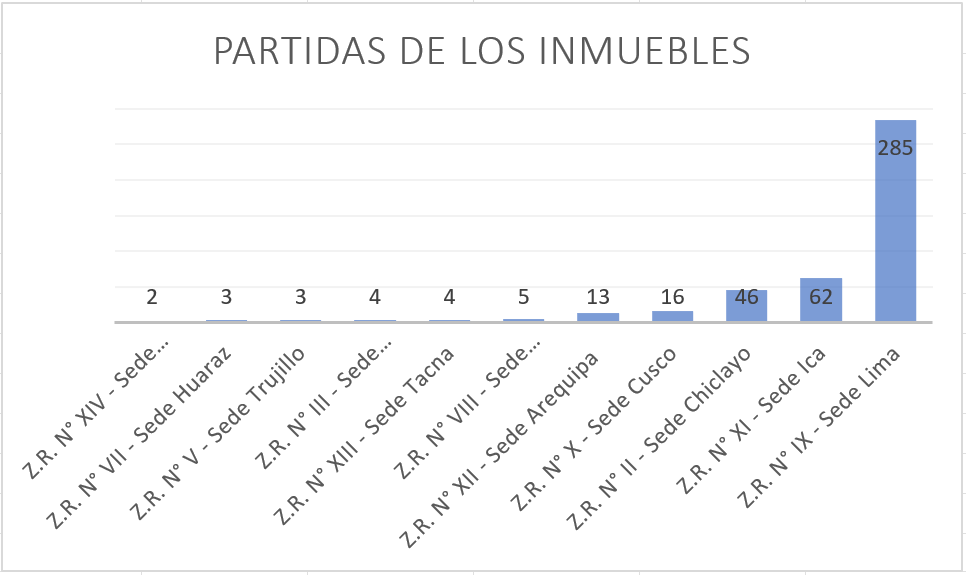 PARTIDAS DE LOS INMUEBLES
2
3
3
4
4
5
13
16
46
62
285
Z.R. N° XIV - Sede...
Z.R. N° VII - Sede Huaraz
Z.R. N° V - Sede Trujillo
Z.R. N° III - Sede...
Z.R. N° XIII - Sede Tacna
Z.R. N° VIII - Sede...
Z.R. N° XII - Sede Arequipa
Z.R. N° X - Sede Cusco
Z.R. N° II - Sede Chiclayo
Z.R. N° XI - Sede Ica
Z.R. N° IX - Sede Lima